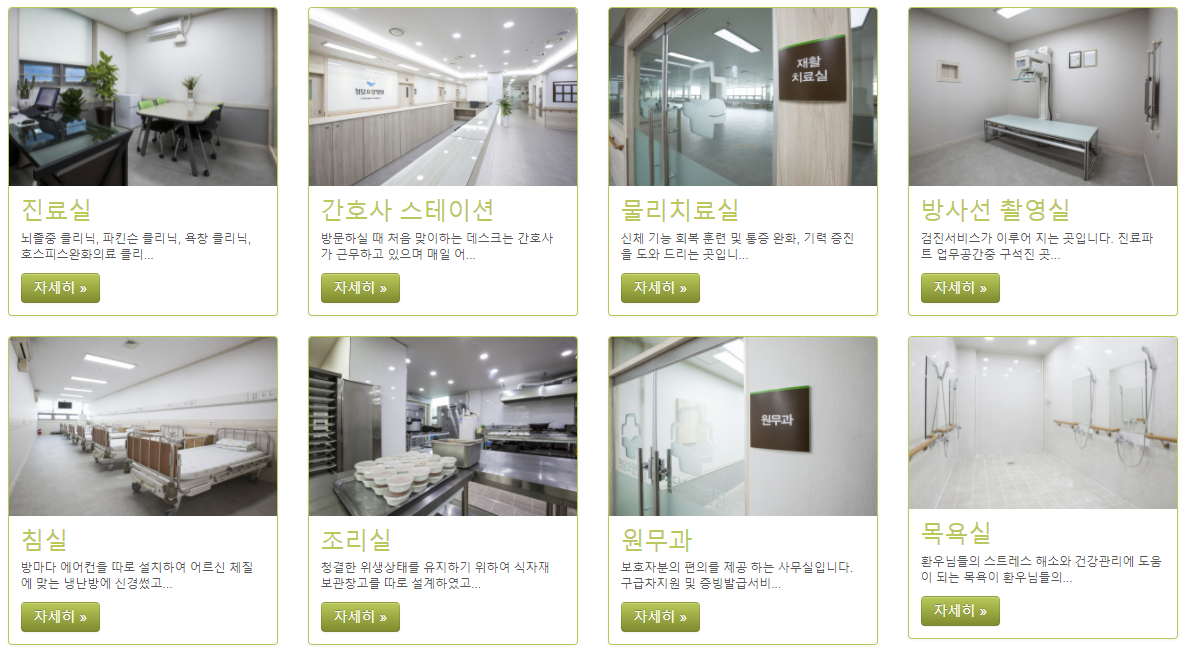 재활
치료실
진료실
뇌졸중 클리닉, 파킨슨 클리닉, 욕창 클리닉,
호스피스완화의료 클리...
자세히 »
간호사 스테이션
방문하실 때 처음 맞이하는 데스크는 간호사
가 근무하고 있으며 매일 어...
자세히 »
물리치료실
신체 기능 회복 훈련 및 통증 완화, 기력 증진
을 도와 드리는 곳입니...
자세히 »
방사선 촬영실
검진서비스가 이루어 지는 곳입니다. 진료파
트 업무공간중 구석진 곳...
자세히 »
원무과
침실
방마다 에어컨을 따로 설치하여 어르신 체질
에 맞는 냉난방에 신경썼고...
자세히 »
조리실
청결한 위생상태를 유지하기 위하여 식자재
보관창고를 따로 설계하였고...
자세히 »
원무과
보호자분의 편의를 제공 하는 사무실입니다.
구급차지원 및 증빙발급서비...
자세히 »
목욕실
환우님들의 스트레스 해소와 건강관리에 도움
이 되는 목욕이 환우님들의...
자세히 »